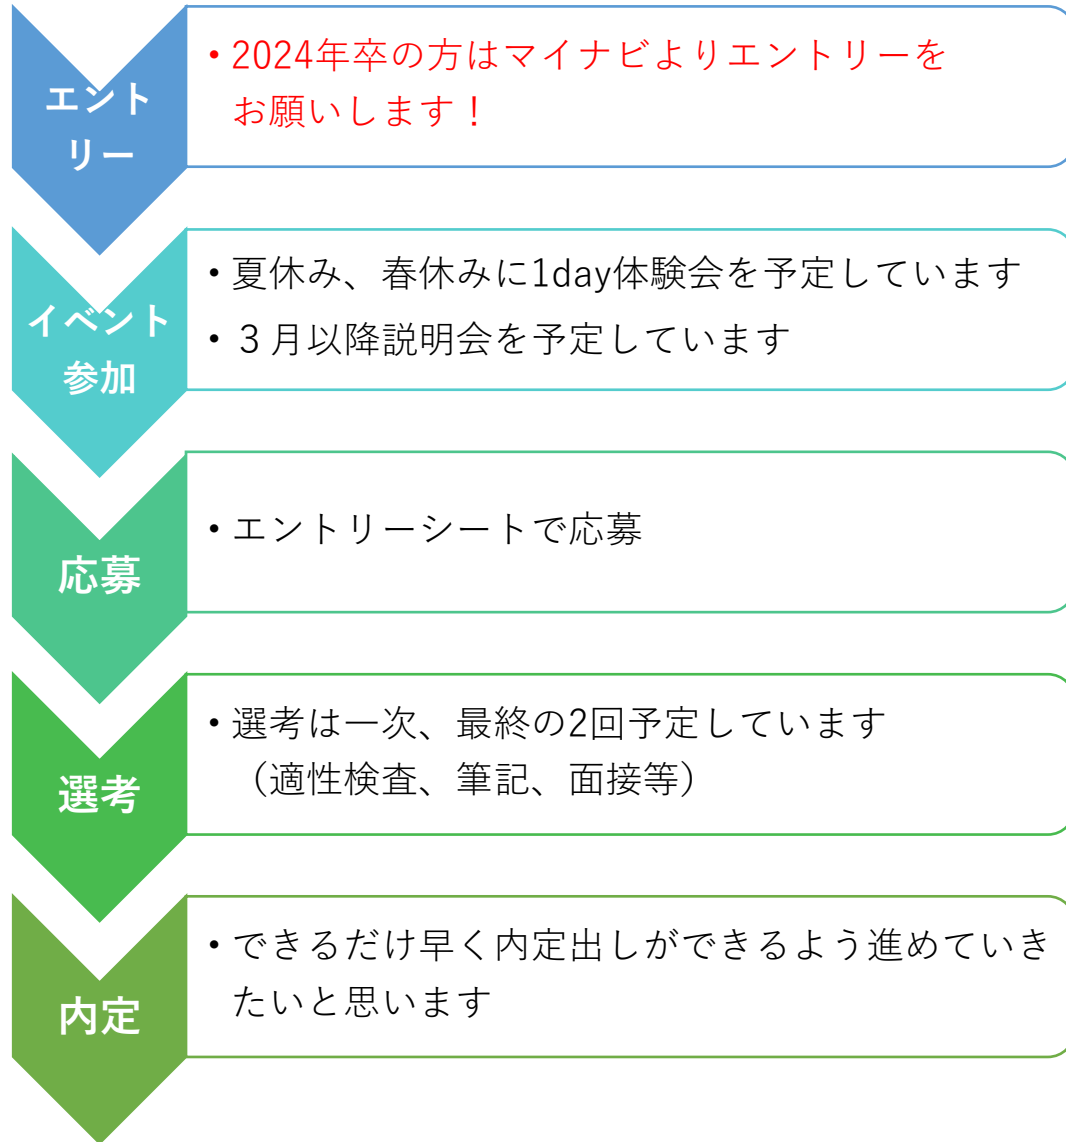 エント
リー
・2024年卒の方はマイナビよりエントリーを
お願いします！
イベント
参加
・夏休み、春休みに1day体験会を予定しています
・３月以降説明会を予定しています
応募
・エントリーシートで応募
選考
・選考は一次、最終の2回予定しています
（適性検査、筆記、面接等）
内定
・できるだけ早く内定出しができるよう進めていき
たいと思います